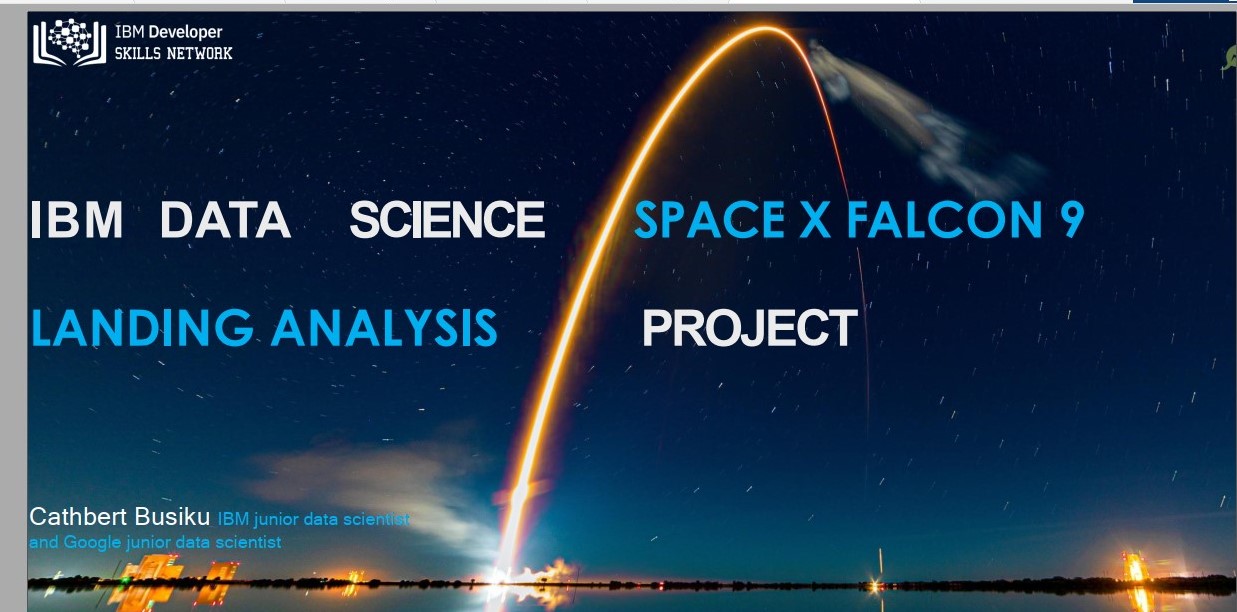 IBM Developer
SKILLS NETWORK
IBM DATA SCIENCE SPACE X FALCON 9
LANDING ANALYSIS PROJECT
Cathbert Busiku IBM junior data scientist
and Google junior data scientist